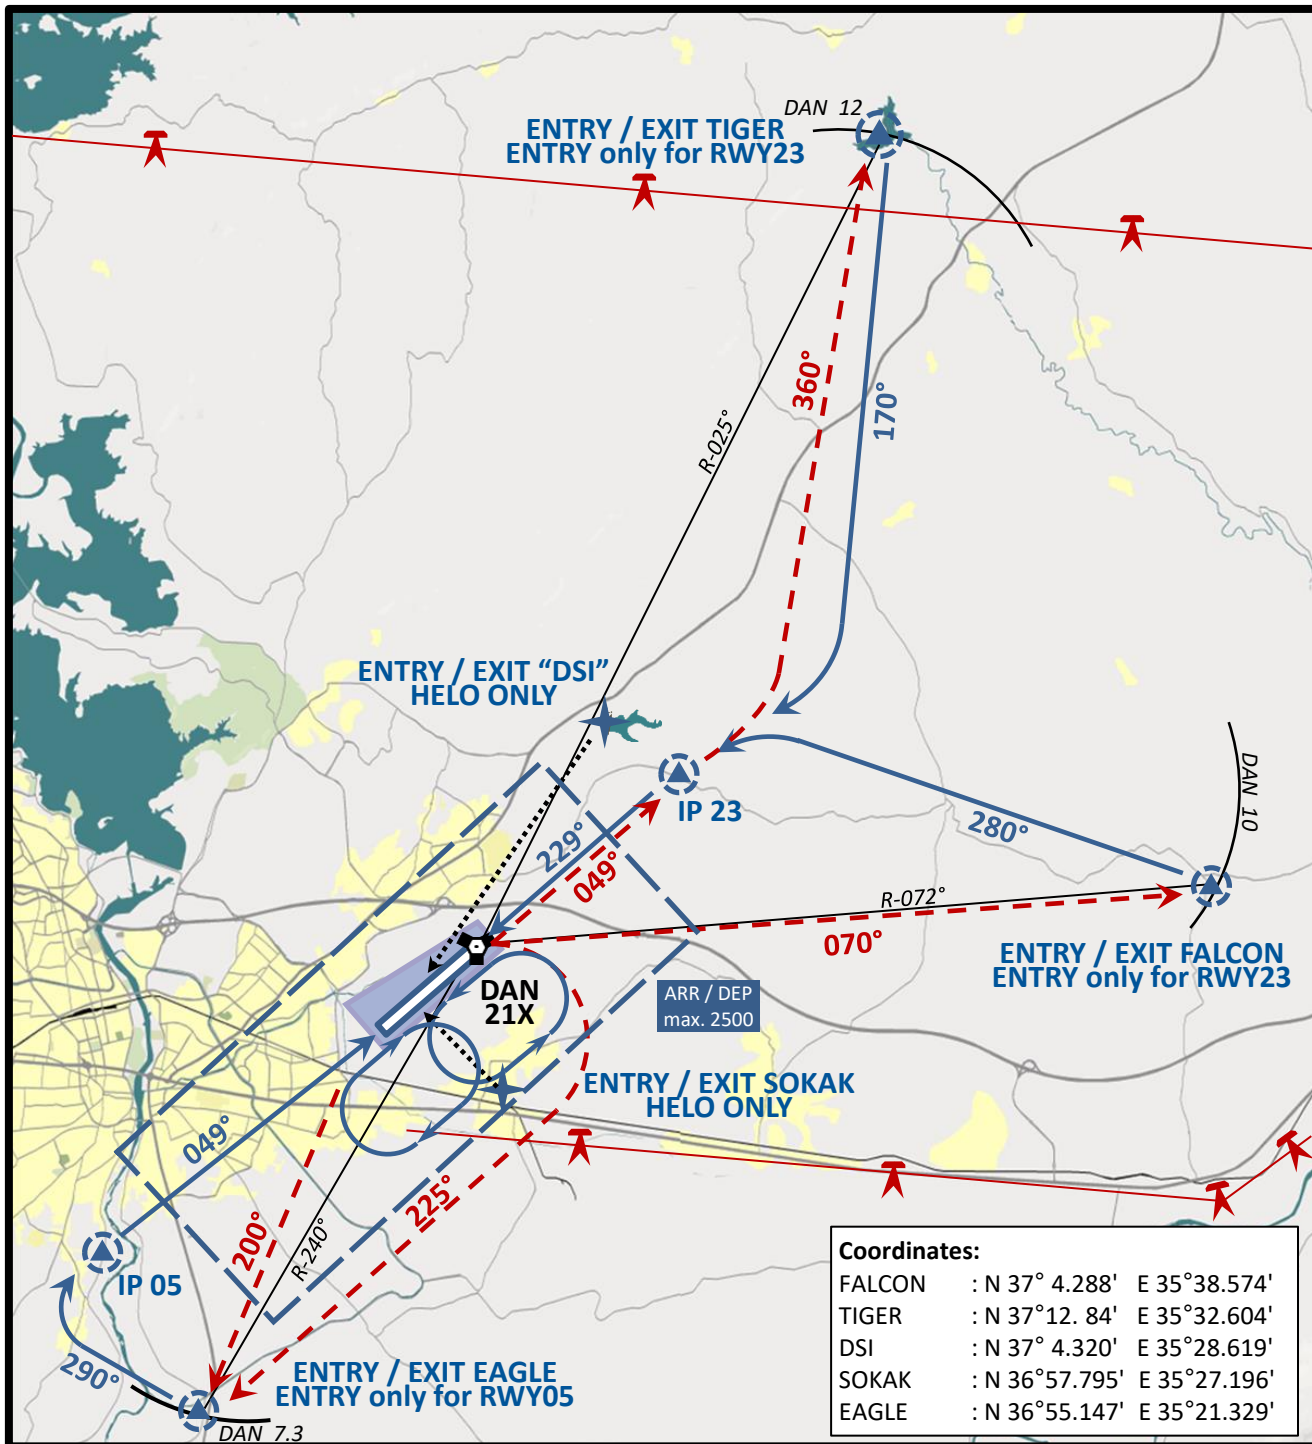 DAN 12
ENTRY / EXIT TIGER
ENTRY only for RWY23
360°
170°
R-025°
ENTRY / EXIT “DSI”
HELO ONLY
IP 23
DAN 10
280°
229°
049°
R-072°
070°
ENTRY / EXIT FALCON
ENTRY only for RWY23
DAN
21X
ARR / DEP
max. 2500
ENTRY / EXIT SOKAK
HELO ONLY
049°
225°
200°
R-240°
IP 05
290°
ENTRY / EXIT EAGLE
ENTRY only for RWY05
DAN 7.3
Coordinates:
FALCON : N 37° 4.288' E 35°38.574'
TIGER : N 37°12. 84' E 35°32.604'
DSI : N 37° 4.320' E 35°28.619'
SOKAK : N 36°57.795' E 35°27.196'
EAGLE : N 36°55.147' E 35°21.329'